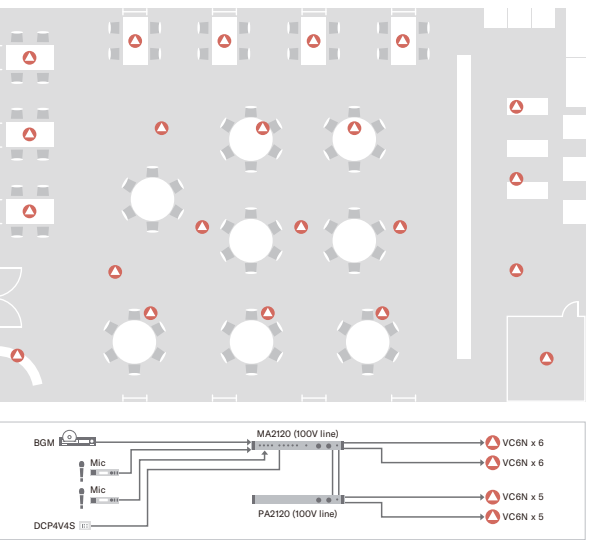 MA2120 (100V line)
BGM
VC6N x 6
Mic
VC6N x 6
Mic
VC6N x 5
PA2120 (100V line)
VC6N x 5
DCP4V4S